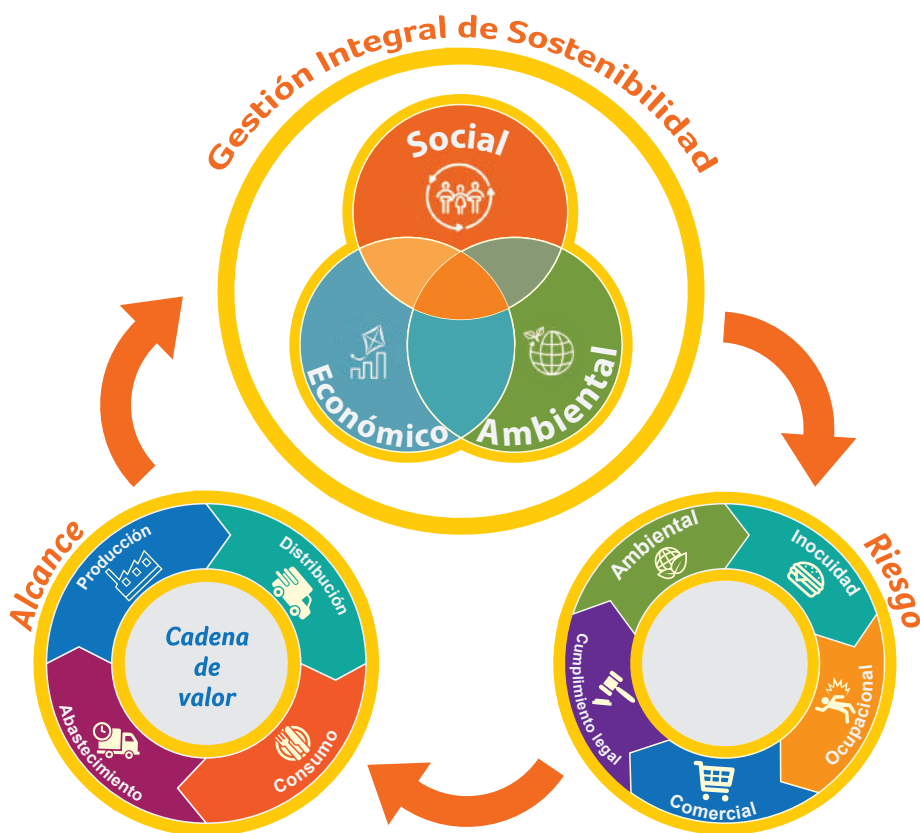 Gestión Integral de Sostenibilidad
Social
Económico
Ambiental
Alcance
Producción
Distribución
Consumo
Abastecimiento
Cadena
de
valor
Riesgo
Ambiental
Inocuidad
Ocupacional
Comercial
Cumplimiento legal